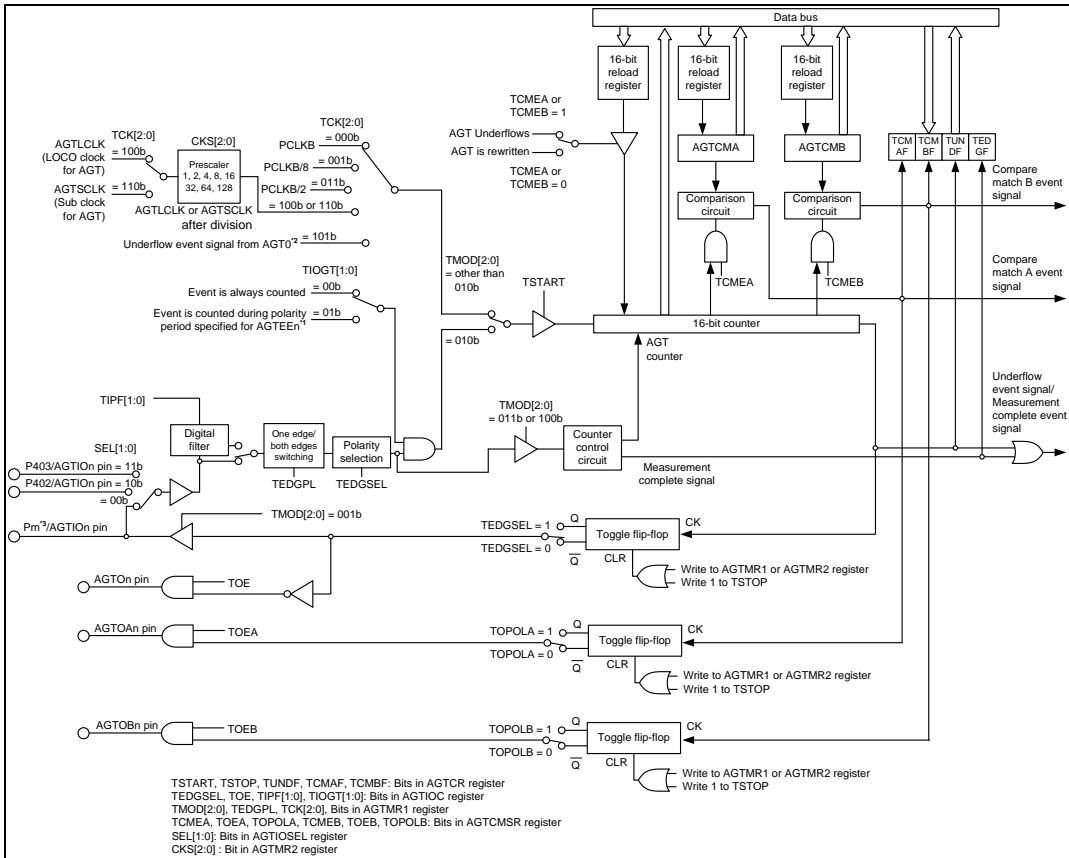 Data bus
16-bit
reload
register
16-bit
reload
register
16-bit
reload
register
TCMEA or
TCMEB = 1
AGT Underflows
AGT is rewritten
TCMEA or
TCMEB = 0
AGTCMA
AGTCMB
TCM
AF
TCM
BF
TUN
DF
TED
GF
Compare
match B event
signal
Comparison
circuit
Comparison
circuit
TCMEA
TCMEB
Compare
match A event
signal
TCK[2:0]
AGTLCLK
(LOCO clock
for AGT)
= 100b
AGTSCLK
(Sub clock
for AGT)
= 110b
CKS[2:0]
Prescaler
1, 2, 4, 8, 16
32, 64, 128
AGTLCLK or AGTSCLK
after division
TCK[2:0]
PCLKB
= 000b
PCLKB/8
= 001b
PCLKB/2
= 011b
= 100b or 110b
Underflow event signal from AGT0*2
= 101b
TIOGT[1:0]
Event is always counted
= 00b
Event is counted during polarity
period specified for AGTEEn*1
= 01b
TMOD[2:0]
= other than
010b
= 010b
TSTART
16-bit counter
AGT
counter
Underflow
event signal/
Measurement
complete event
signal
TIPF[1:0]
Digital
filter
SEL[1:0]
P403/AGTIOn pin = 11b
P402/AGTIOn pin = 10b
= 00b
Pm*3/AGTIOn pin
One edge/
both edges
switching
TEDGPL
Polarity
selection
TEDGSEL
TMOD[2:0]
= 011b or 100b
Counter
control
circuit
Measurement
complete signal
TMOD[2:0] = 001b
TEDGSEL = 1
TEDGSEL = 0
Q
Q
Toggle flip-flop
CK
CLR
Write to AGTMR1 or AGTMR2 register
Write 1 to TSTOP
AGTOn pin
TOE
AGTOAn pin
TOEA
TOPOLA = 1
TOPOLA = 0
Q
Q
Toggle flip-flop
CK
CLR
Write to AGTMR1 or AGTMR2 register
Write 1 to TSTOP
AGTOBn pin
TOEB
TOPOLB = 1
TOPOLB = 0
Q
Q
Toggle flip-flop
CK
CLR
Write to AGTMR1 or AGTMR2 register
Write 1 to TSTOP
TSTART, TSTOP, TUNDF, TCMAF, TCMBF: Bits in AGTCR register
TEDGSEL, TOE, TIPF[1:0], TIOGT[1:0]: Bits in AGTIOC register
TMOD[2:0], TEDGPL, TCK[2:0], Bits in AGTMR1 register
TCMEA, TOEA, TOPOLA, TCMEB, TOEB, TOPOLB: Bits in AGTCMSR register
SEL[1:0]: Bits in AGTIOSEL register
CKS[2:0] : Bit in AGTMR2 register